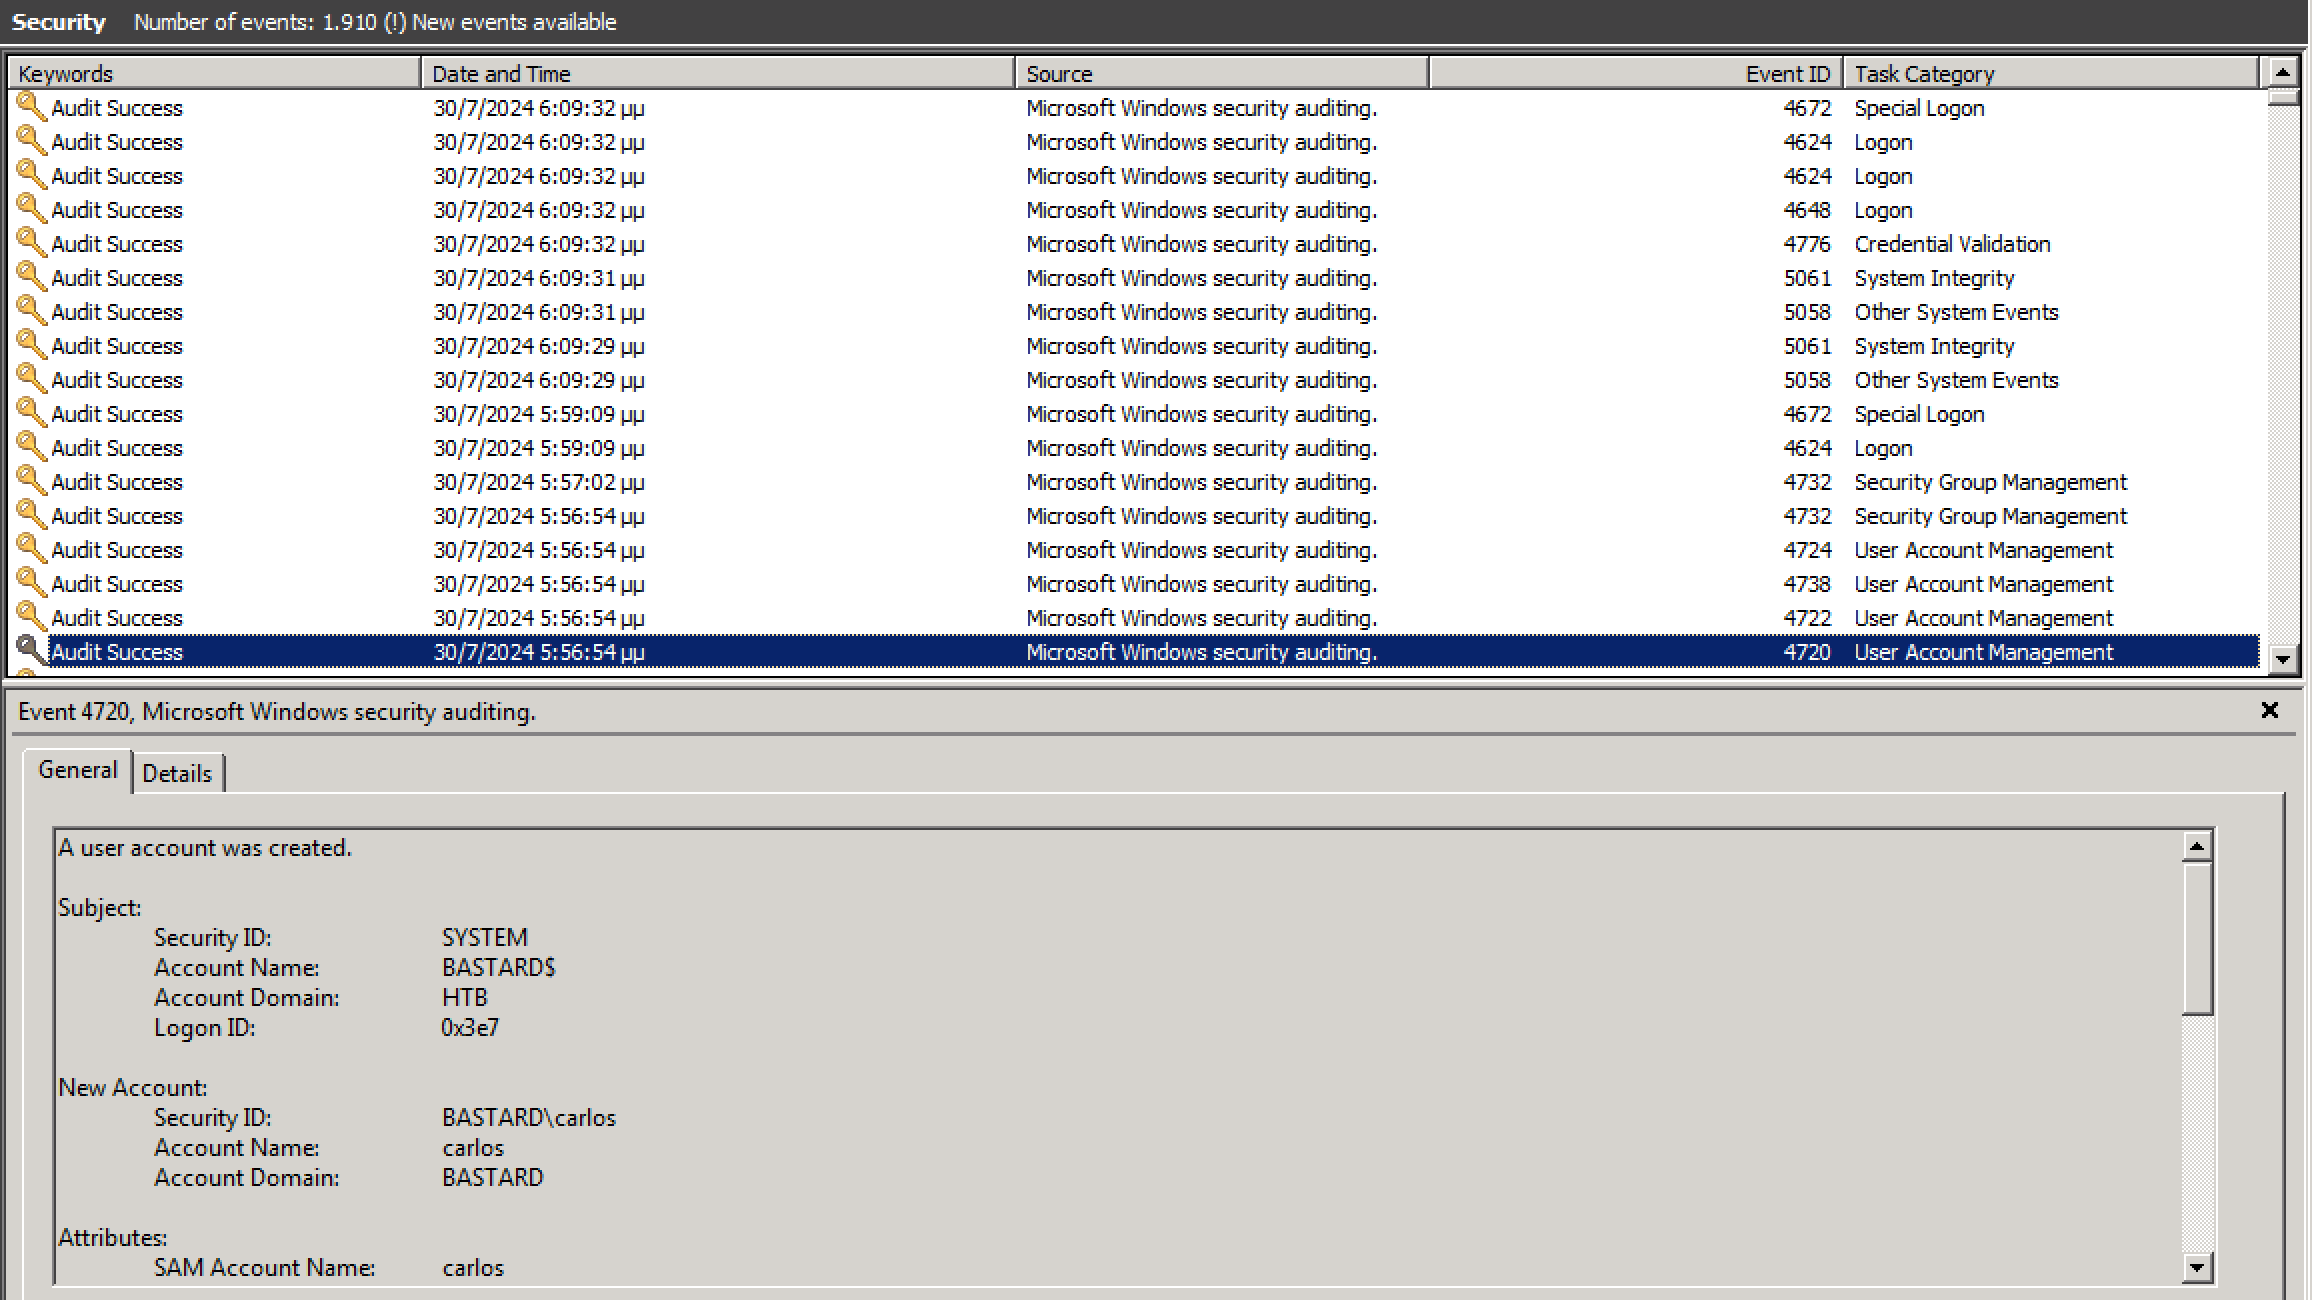 Security Number of events: 1.910 (!) New events available
Keywords Date and Time Source Event ID Task Category
Audit Success 30/7/2024 6:09:32 μμ Microsoft Windows security auditing. 4672 Special Logon
Audit Success 30/7/2024 6:09:32 μμ Microsoft Windows security auditing. 4624 Logon
Audit Success 30/7/2024 6:09:32 μμ Microsoft Windows security auditing. 4624 Logon
Audit Success 30/7/2024 6:09:32 μμ Microsoft Windows security auditing. 4648 Logon
Audit Success 30/7/2024 6:09:32 μμ Microsoft Windows security auditing. 4776 Credential Validation
Audit Success 30/7/2024 6:09:31 μμ Microsoft Windows security auditing. 5061 System Integrity
Audit Success 30/7/2024 6:09:31 μμ Microsoft Windows security auditing. 5058 Other System Events
Audit Success 30/7/2024 6:09:29 μμ Microsoft Windows security auditing. 5061 System Integrity
Audit Success 30/7/2024 6:09:29 μμ Microsoft Windows security auditing. 5058 Other System Events
Audit Success 30/7/2024 5:59:09 μμ Microsoft Windows security auditing. 4672 Special Logon
Audit Success 30/7/2024 5:59:09 μμ Microsoft Windows security auditing. 4624 Logon
Audit Success 30/7/2024 5:57:02 μμ Microsoft Windows security auditing. 4732 Security Group Management
Audit Success 30/7/2024 5:56:54 μμ Microsoft Windows security auditing. 4732 Security Group Management
Audit Success 30/7/2024 5:56:54 μμ Microsoft Windows security auditing. 4724 User Account Management
Audit Success 30/7/2024 5:56:54 μμ Microsoft Windows security auditing. 4738 User Account Management
Audit Success 30/7/2024 5:56:54 μμ Microsoft Windows security auditing. 4722 User Account Management
Audit Success 30/7/2024 5:56:54 μμ Microsoft Windows security auditing. 4720 User Account Management
Event 4720, Microsoft Windows security auditing.
General Details
A user account was created.
Subject:
Security ID: SYSTEM
Account Name: BASTARD$
Account Domain: HTB
Logon ID: 0x3e7
New Account:
Security ID: BASTARD\carlos
Account Name: carlos
Account Domain: BASTARD
Attributes:
SAM Account Name: carlos